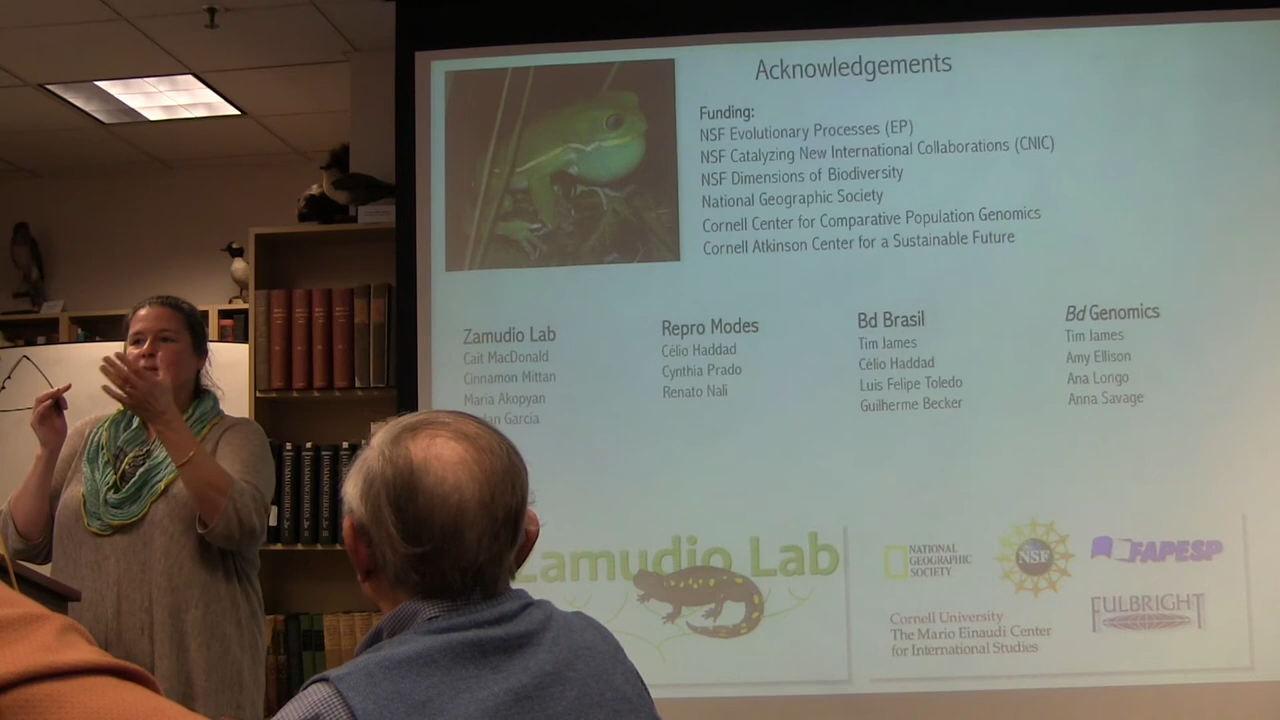 Acknowledgements
Funding:
NSF Evolutionary Processes (EP)
NSF Catalyzing New International Collaborations (CNIC)
NSF Dimensions of Biodiversity
National Geographic Society
Cornell Center for Comparative Population Genomics
Cornell Atkinson Center for a Sustainable Future
Zamudio Lab
Cait MacDonald
Cinnamon Mittan
Maria Akopyan
Garcia
Repro Modes
Célio Haddad
Cynthia Prado
Renato Nali
Bd Brasil
Tim James
Célio Haddad
Luis Felipe Toledo
Guilherme Becker
Bd Genomics
Tim James
Amy Ellison
Ana Longo
Anna Savage
Zamudio Lab
NATIONAL
GEOGRAPHIC
SOCIETY
NSF
FAPESP
Cornell University
The Mario Einaudi Center
for International Studies
FULBRIGHT
HUMMINGBIRDS
HUMMINGBIRDS
HUMMINGBIRDS